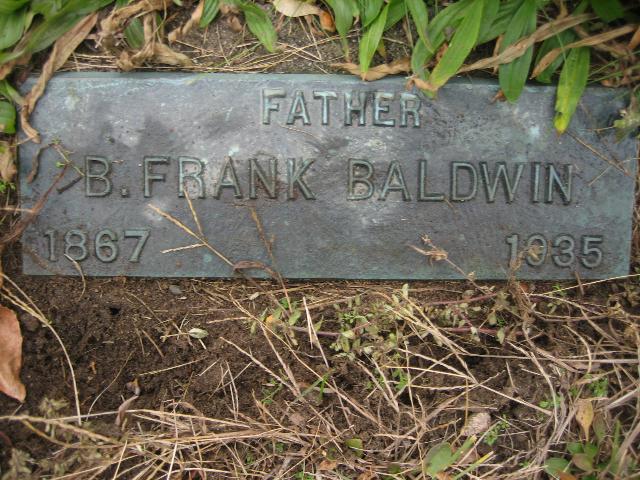 FATHER
B. FRANK BALDWIN
1867 1935